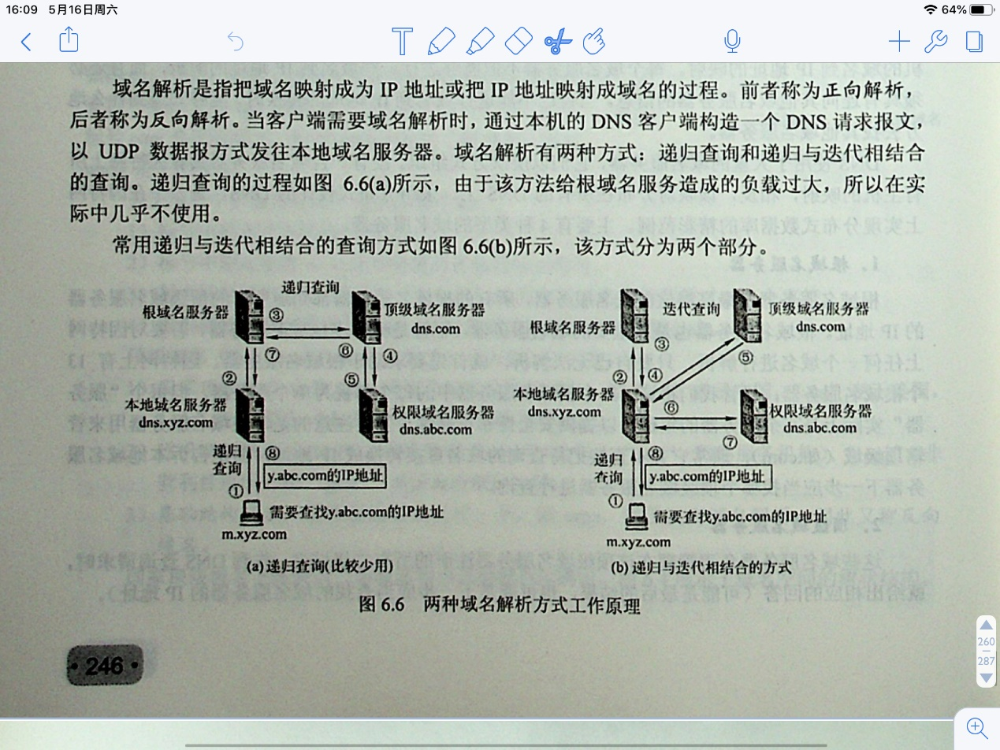 16:09 5月16日周六
64%
域名解析是指把域名映射成为 IP 地址或把 IP 地址映射成域名的过程。前者称为正向解析，
后者称为反向解析。当客户端需要域名解析时，通过本机的 DNS 客户端构造一个 DNS 请求报文，
以 UDP 数据报方式发往本地域名服务器。域名解析有两种方式：递归查询和递归与迭代相结合
的查询。递归查询的过程如图 6.6(a)所示，由于该方法给根域名服务造成的负载过大，所以在实
际中几乎不使用。
常用递归与迭代相结合的查询方式如图 6.6(b)所示，该方式分为两个部分。
递归查询
根域名服务器
③
顶级域名服务器
dns.com
⑥
⑦
④
②
⑤
本地域名服务器
dns.xyz.com
权限域名服务器
dns.abc.com
递归
查询
⑧
y.abc.com的IP地址
①
需要查找y.abc.com的IP地址
m.xyz.com
(a) 递归查询(比较少用)
迭代查询
根域名服务器
顶级域名服务器
dns.com
③
⑤
②
④
本地域名服务器
dns.xyz.com
⑥
权限域名服务器
dns.abc.com
⑦
递归
查询
⑧
y.abc.com的IP地址
①
需要查找y.abc.com的IP地址
m.xyz.com
(b) 递归与迭代相结合的方式
图 6.6 两种域名解析方式工作原理
·246·
260
287